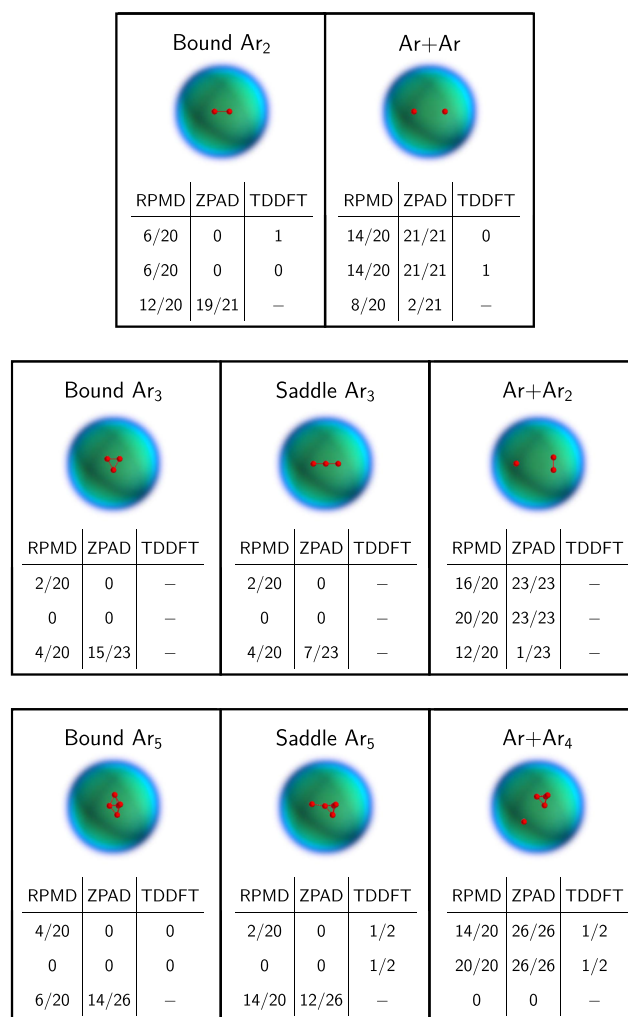 Bound Ar₂ Ar+Ar
RPMD ZPAD TDDFT RPMD ZPAD TDDFT
6/20 0 1 14/20 21/21 0
6/20 0 0 14/20 21/21 1
12/20 19/21 – 8/20 2/21 –
Bound Ar₃ Saddle Ar₃ Ar+Ar₂
RPMD ZPAD TDDFT RPMD ZPAD TDDFT RPMD ZPAD TDDFT
2/20 0 – 2/20 0 – 16/20 23/23 –
0 0 – 0 0 – 20/20 23/23 –
4/20 15/23 – 4/20 7/23 – 12/20 1/23 –
Bound Ar₅ Saddle Ar₅ Ar+Ar₄
RPMD ZPAD TDDFT RPMD ZPAD TDDFT RPMD ZPAD TDDFT
4/20 0 0 2/20 0 1/2 14/20 26/26 1/2
0 0 0 0 0 1/2 20/20 26/26 1/2
6/20 14/26 – 14/20 12/26 – 0 0 –